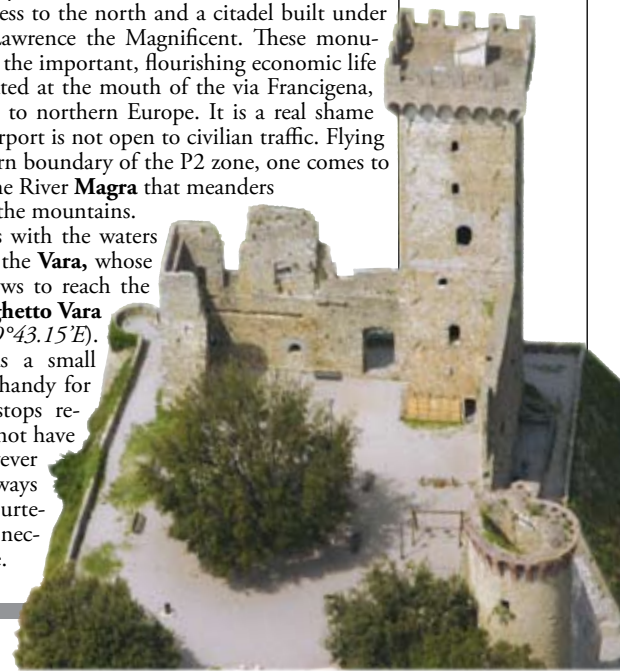 ess to the north and a citadel built under
awrence the Magnificent. These monu-
the important, flourishing economic life
ted at the mouth of the via Francigena,
to northern Europe. It is a real shame
rport is not open to civilian traffic. Flying
rn boundary of the P2 zone, one comes to
ne River Magra that meanders
the mountains.
s with the waters
the Vara, whose
ws to reach the
hetto Vara
9°43.15'E).
s a small
handy for
stops re-
not have
ever
ways
urte-
nec-